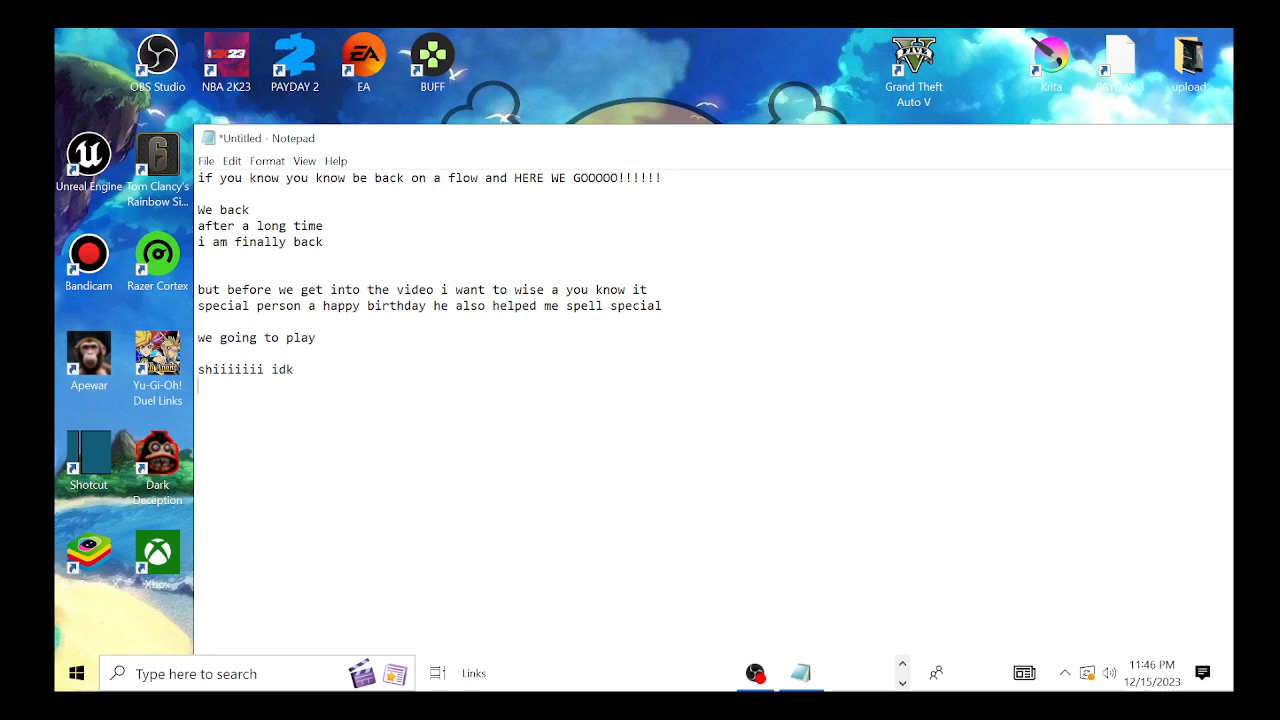 OBS Studio
NBA 2K23
PAYDAY 2
EA
BUFF
Grand Theft
Auto V
Krita
PAYDAY 3
upload
Unreal Engine
Tom Clancy's
Rainbow Si...
Bandicam
Razer Cortex
Apewar
Yu-Gi-Oh!
Duel Links
Shotcut
Dark
Deception
Xbox
*Untitled - Notepad
File Edit Format View Help
if you know you know be back on a flow and HERE WE GOOOOO!!!!!!
We back
after a long time
i am finally back
but before we get into the video i want to wise a you know it
special person a happy birthday he also helped me spell special
we going to play
shiiiiiii idk
Type here to search
Links
11:46 PM
12/15/2023